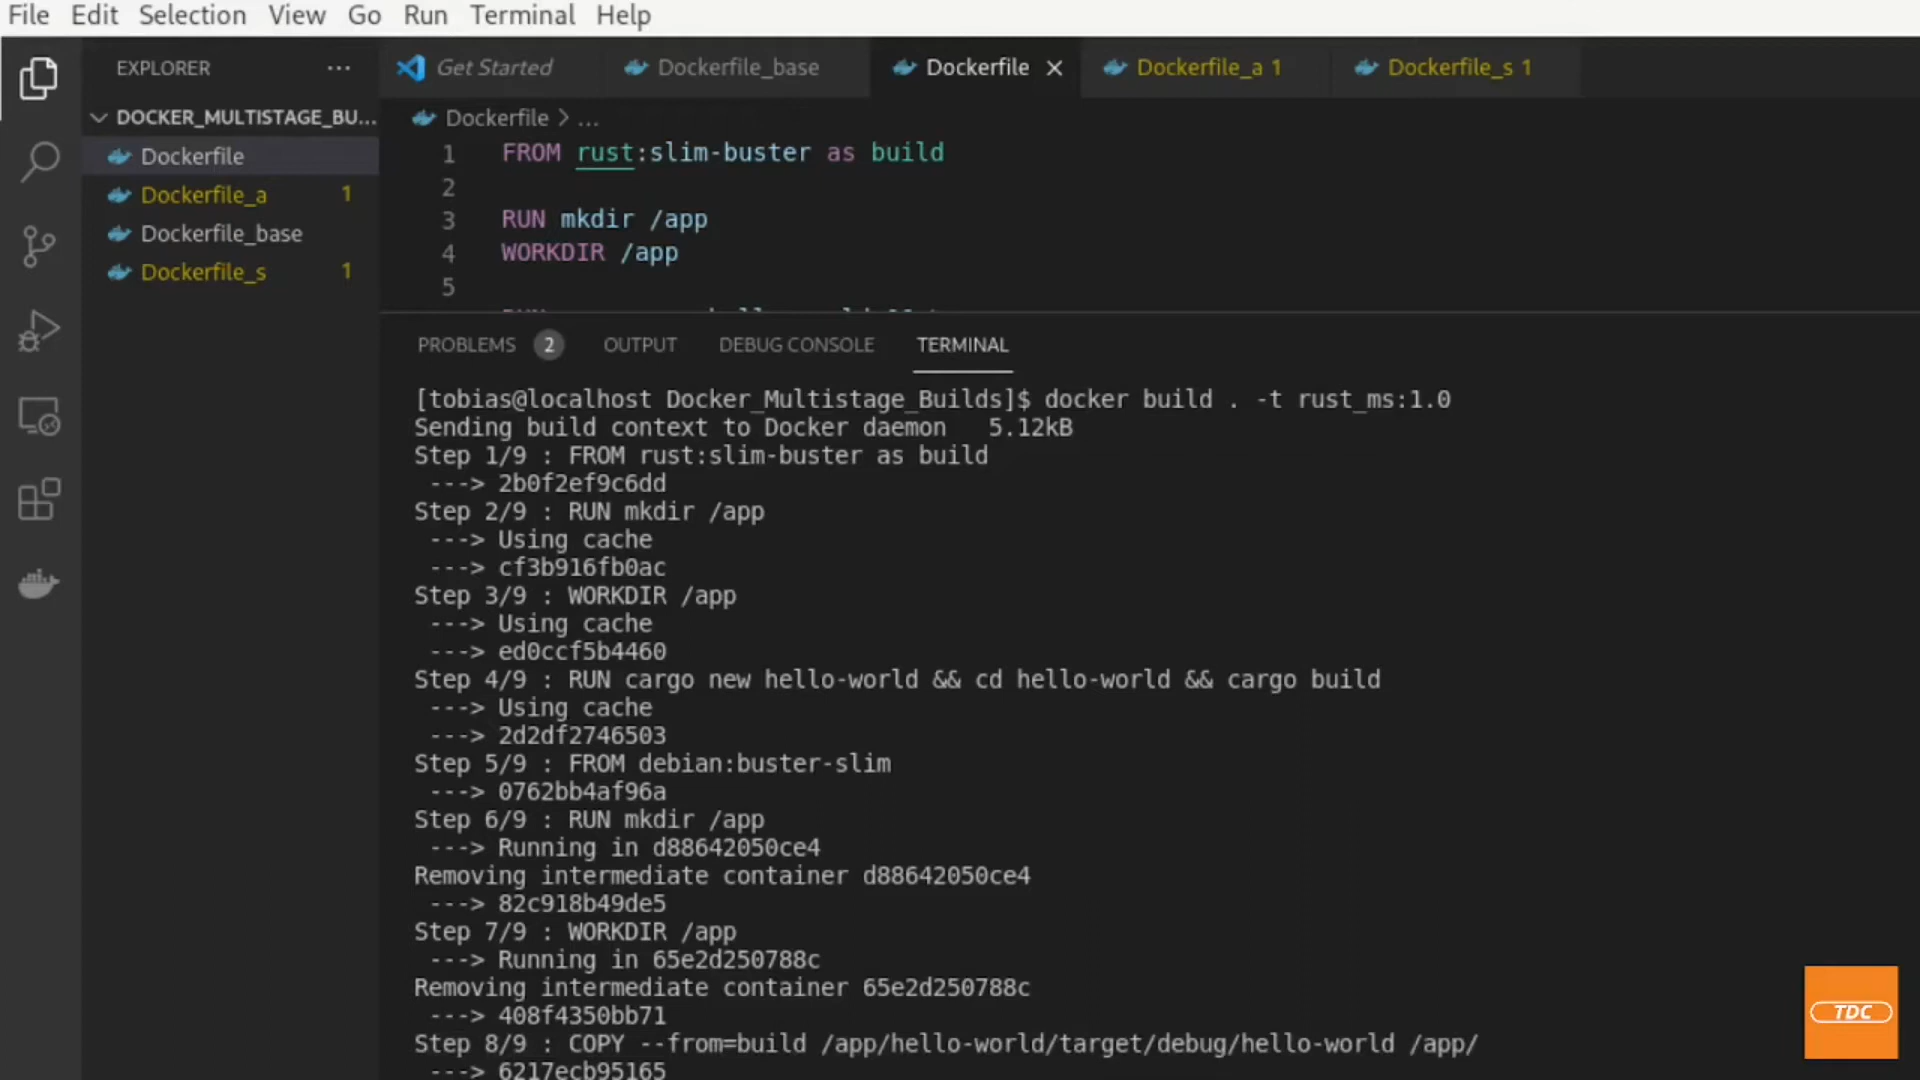 File Edit Selection View Go Run Terminal Help
EXPLORER ...
Get Started Dockerfile_base Dockerfile Dockerfile_a 1 Dockerfile_s 1
DOCKER_MULTISTAGE_BU...
Dockerfile
Dockerfile_a 1
Dockerfile_base
Dockerfile_s 1
Dockerfile > ...
1 FROM rust:slim-buster as build
2
3 RUN mkdir /app
4 WORKDIR /app
5
PROBLEMS 2 OUTPUT DEBUG CONSOLE TERMINAL
[tobias@localhost Docker_Multistage_Builds]$ docker build . -t rust_ms:1.0
Sending build context to Docker daemon 5.12kB
Step 1/9 : FROM rust:slim-buster as build
---> 2b0f2ef9c6dd
Step 2/9 : RUN mkdir /app
---> Using cache
---> cf3b916fb0ac
Step 3/9 : WORKDIR /app
---> Using cache
---> ed0ccf5b4460
Step 4/9 : RUN cargo new hello-world && cd hello-world && cargo build
---> Using cache
---> 2d2df2746503
Step 5/9 : FROM debian:buster-slim
---> 0762bb4af96a
Step 6/9 : RUN mkdir /app
---> Running in d88642050ce4
Removing intermediate container d88642050ce4
---> 82c918b49de5
Step 7/9 : WORKDIR /app
---> Running in 65e2d250788c
Removing intermediate container 65e2d250788c
---> 408f4350bb71
Step 8/9 : COPY --from=build /app/hello-world/target/debug/hello-world /app/
---> 6217ecb95165
TDC